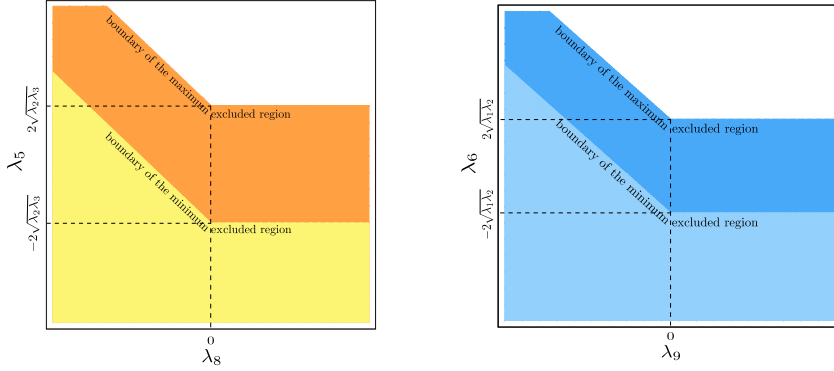 boundary of the maximum
2√λ₂λ₃
excluded region
λ₅
boundary of the minimum
−2√λ₂λ₃
excluded region
0
λ₈
boundary of the maximum
2√λ₁λ₂
excluded region
λ₆
boundary of the minimum
−2√λ₁λ₂
excluded region
0
λ₉